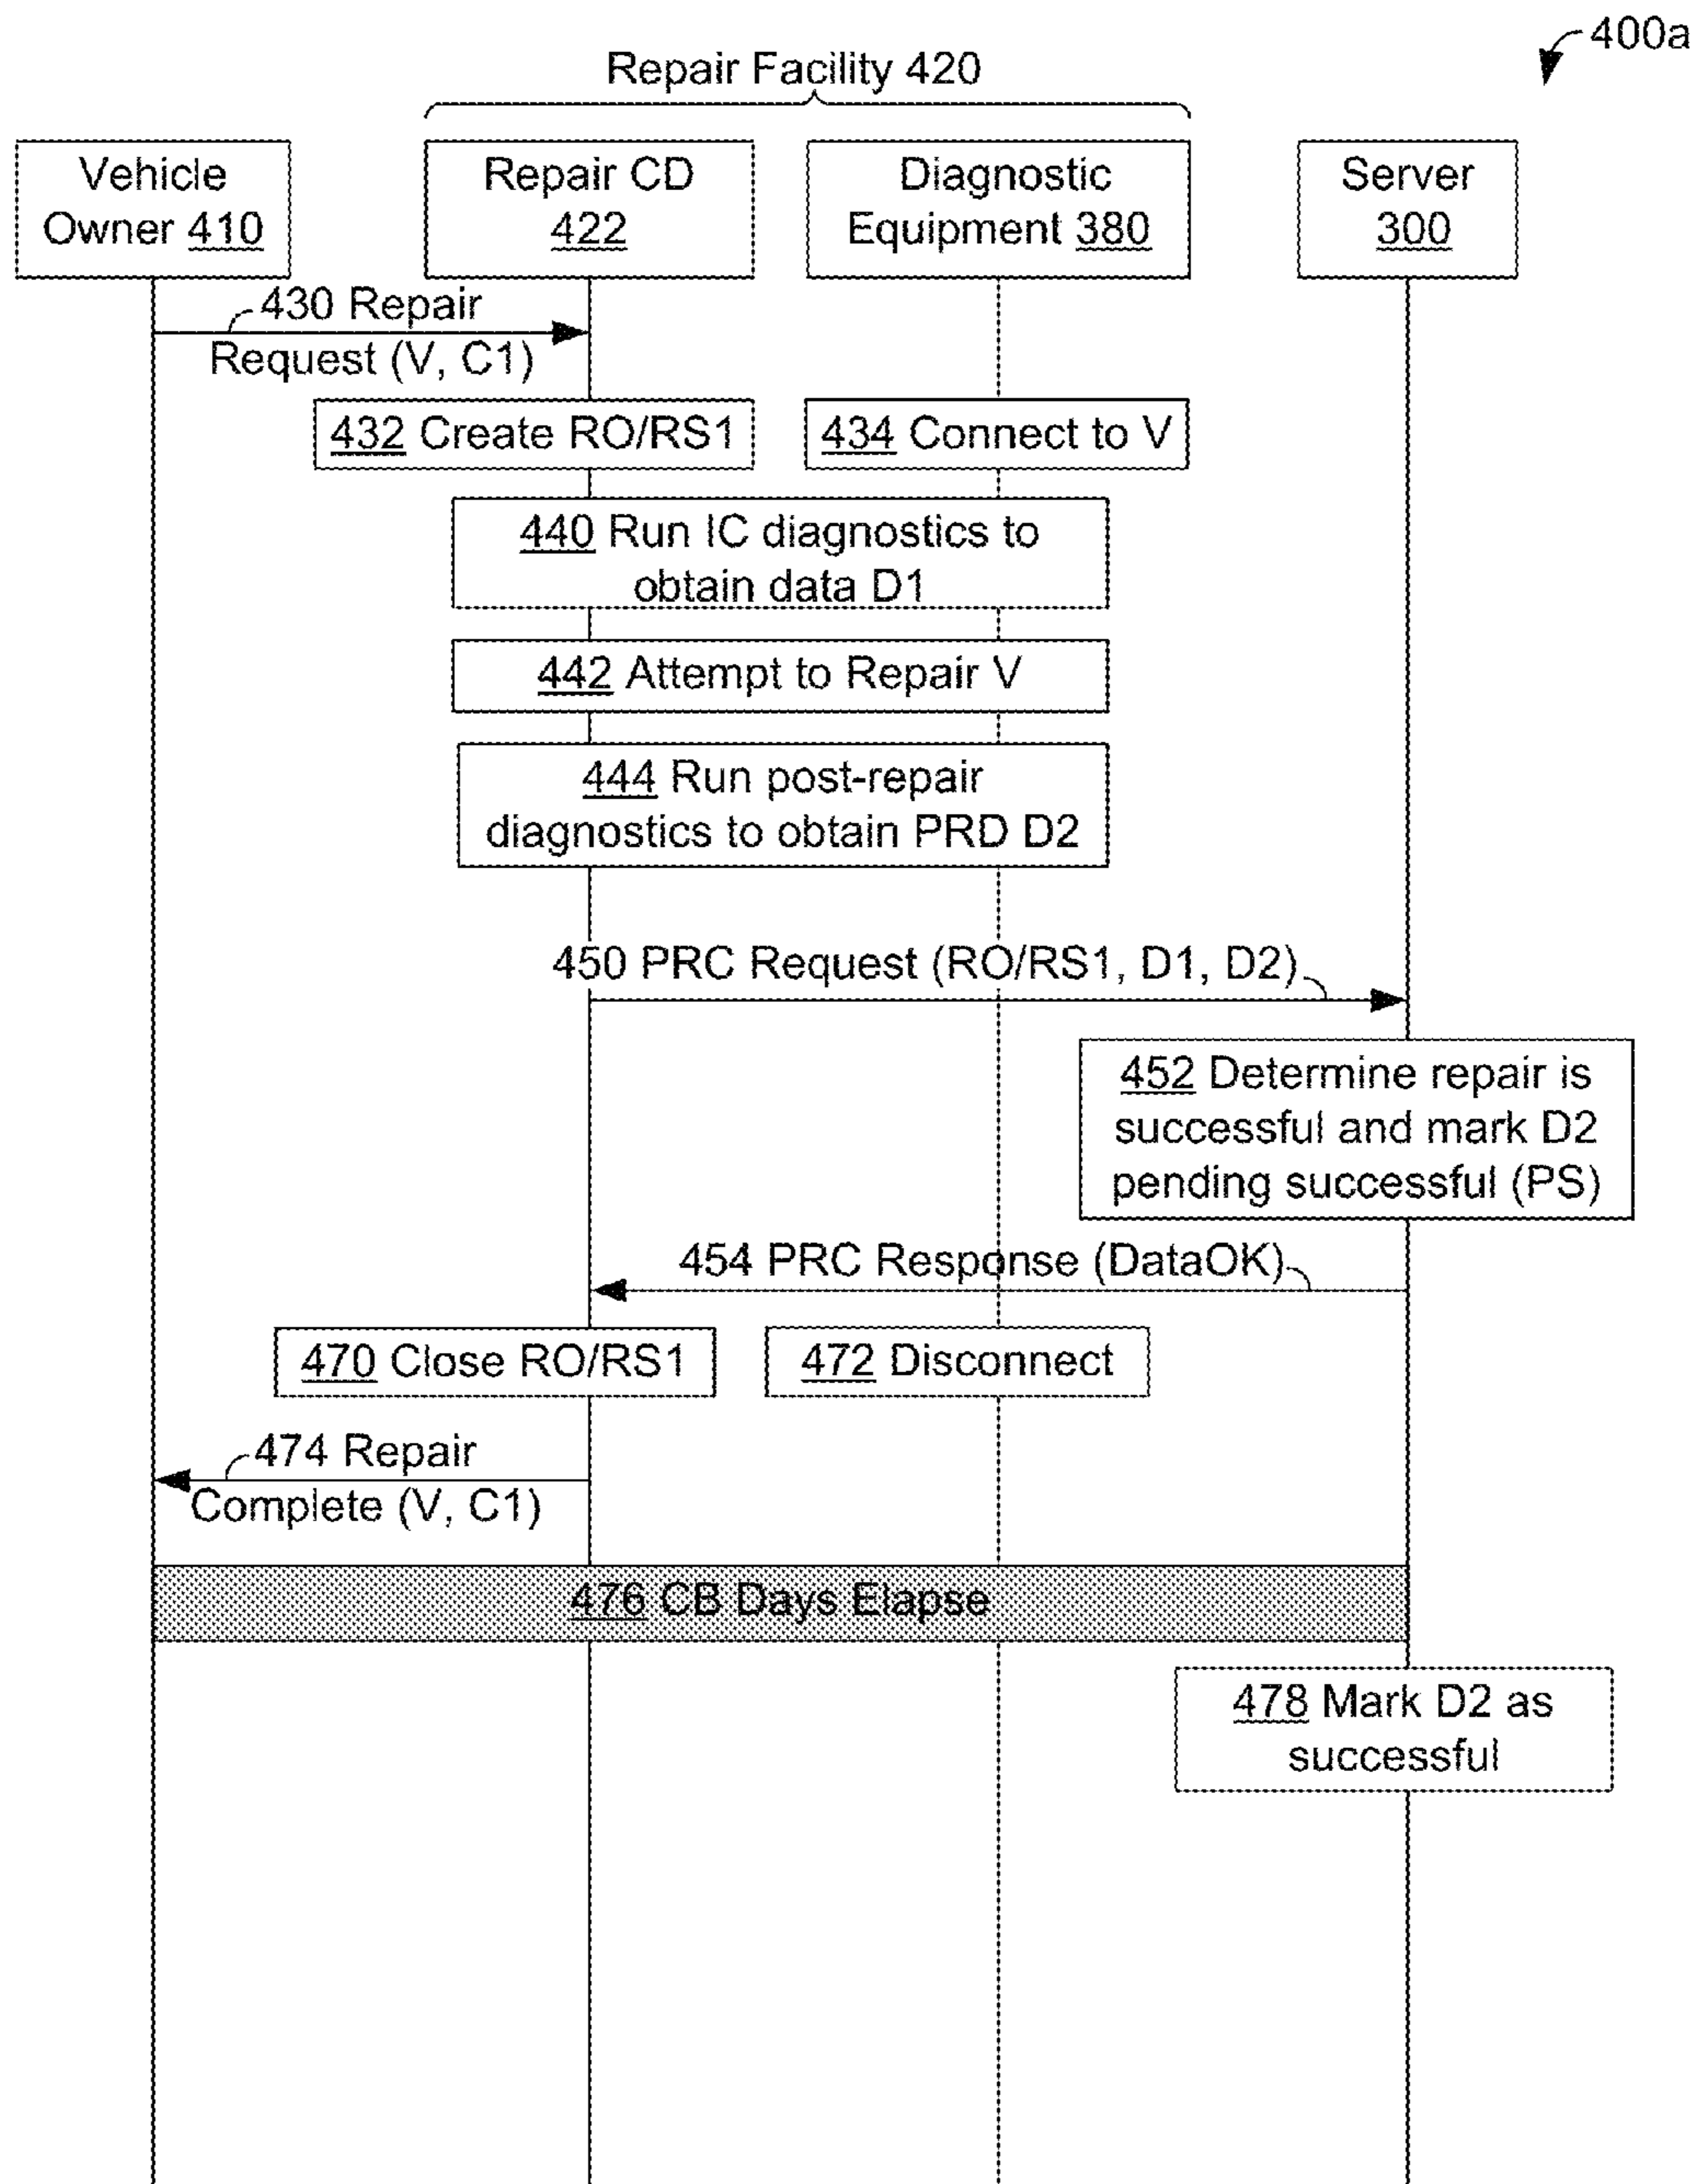 400a
Repair Facility 420
Vehicle
Owner 410
Repair CD
422
Diagnostic
Equipment 380
Server
300
430 Repair
Request (V, C1)
432 Create RO/RS1
434 Connect to V
440 Run IC diagnostics to
obtain data D1
442 Attempt to Repair V
444 Run post-repair
diagnostics to obtain PRD D2
450 PRC Request (RO/RS1, D1, D2)
452 Determine repair is
successful and mark D2
pending successful (PS)
454 PRC Response (DataOK)
470 Close RO/RS1
472 Disconnect
474 Repair
Complete (V, C1)
476 CB Days Elapse
478 Mark D2 as
successful